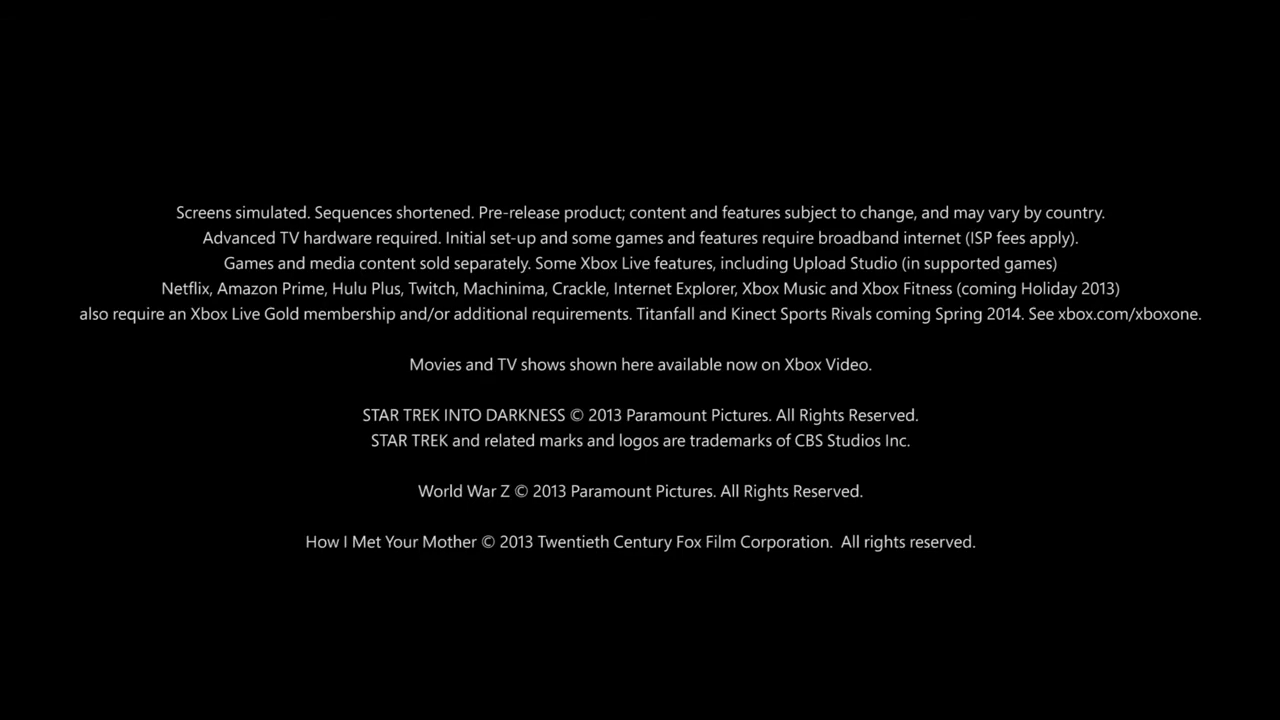 Screens simulated. Sequences shortened. Pre-release product; content and features subject to change, and may vary by country.
Advanced TV hardware required. Initial set-up and some games and features require broadband internet (ISP fees apply).
Games and media content sold separately. Some Xbox Live features, including Upload Studio (in supported games)
Netflix, Amazon Prime, Hulu Plus, Twitch, Machinima, Crackle, Internet Explorer, Xbox Music and Xbox Fitness (coming Holiday 2013)
also require an Xbox Live Gold membership and/or additional requirements. Titanfall and Kinect Sports Rivals coming Spring 2014. See xbox.com/xboxone.
Movies and TV shows shown here available now on Xbox Video.
STAR TREK INTO DARKNESS © 2013 Paramount Pictures. All Rights Reserved.
STAR TREK and related marks and logos are trademarks of CBS Studios Inc.
World War Z © 2013 Paramount Pictures. All Rights Reserved.
How I Met Your Mother © 2013 Twentieth Century Fox Film Corporation.  All rights reserved.